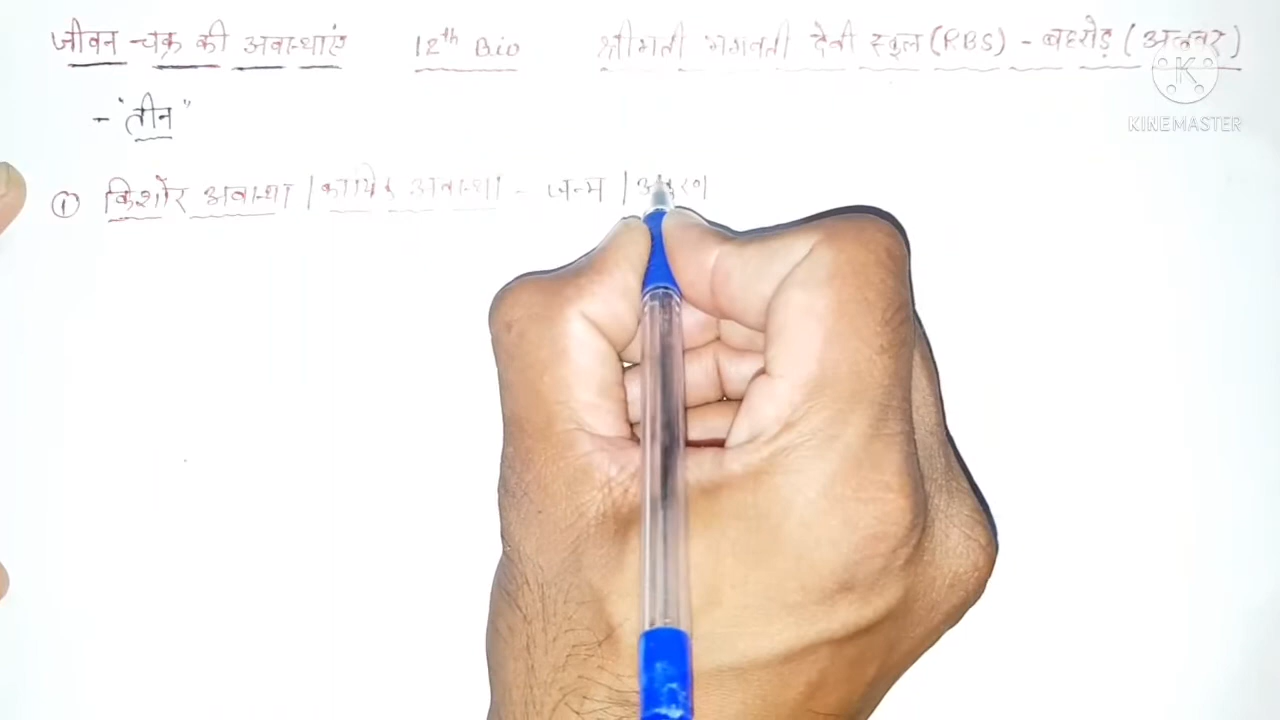 जीवन चक्र की अवस्थाएं 12th Bio श्रीमती भगवती देवी स्कूल (RBS) - बहरोड़ (अलवर)
K
KINEMASTER
- "तीन"
① किशोर अवस्था | कायिक अवस्था - जन्म |